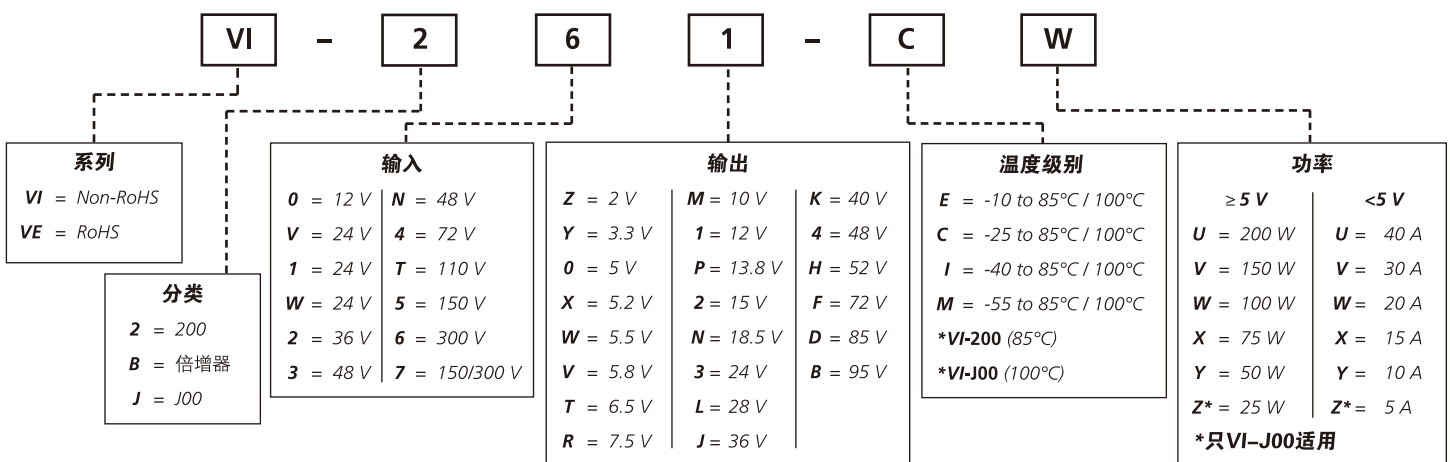 VI – 2 6 1 – C W
系列
VI = Non-RoHS
VE = RoHS
分类
2 = 200
B = 倍增器
J = J00
输入
0 = 12 V
V = 24 V
1 = 24 V
W = 24 V
2 = 36 V
3 = 48 V
N = 48 V
4 = 72 V
T = 110 V
5 = 150 V
6 = 300 V
7 = 150/300 V
输出
Z = 2 V
Y = 3.3 V
0 = 5 V
X = 5.2 V
W = 5.5 V
V = 5.8 V
T = 6.5 V
R = 7.5 V
M = 10 V
1 = 12 V
P = 13.8 V
2 = 15 V
N = 18.5 V
3 = 24 V
L = 28 V
J = 36 V
K = 40 V
4 = 48 V
H = 52 V
F = 72 V
D = 85 V
B = 95 V
温度级别
E = -10 to 85°C / 100°C
C = -25 to 85°C / 100°C
I = -40 to 85°C / 100°C
M = -55 to 85°C / 100°C
*VI-200 (85°C)
*VI-J00 (100°C)
功率
≥ 5 V
U = 200 W
V = 150 W
W = 100 W
X = 75 W
Y = 50 W
Z* = 25 W
<5 V
U = 40 A
V = 30 A
W = 20 A
X = 15 A
Y = 10 A
Z* = 5 A
*只VI–J00适用